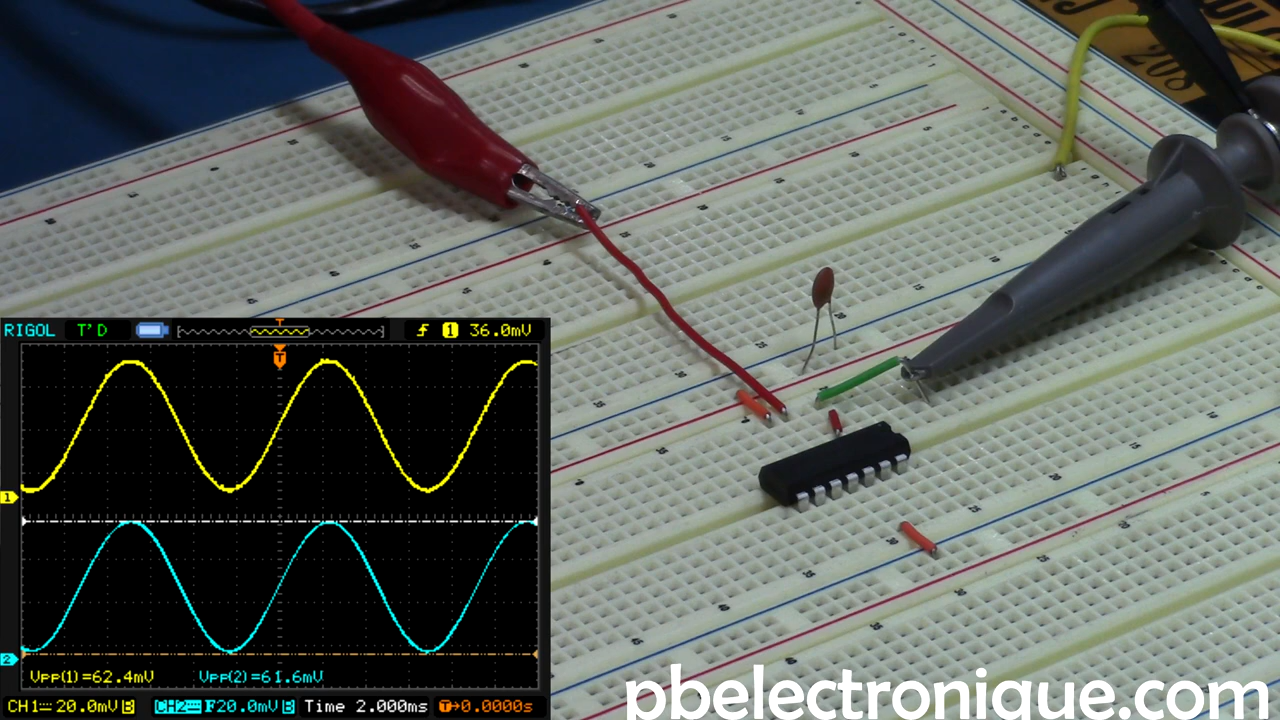 208
RIGOL T'D T 1 36.0mV
T
1
2
Vpp(1)=62.4mV Vpp(2)=61.6mV
CH1 20.0mV B CH2 F20.0mV B Time 2.000ms T→0.0000s
pbelectronique.com